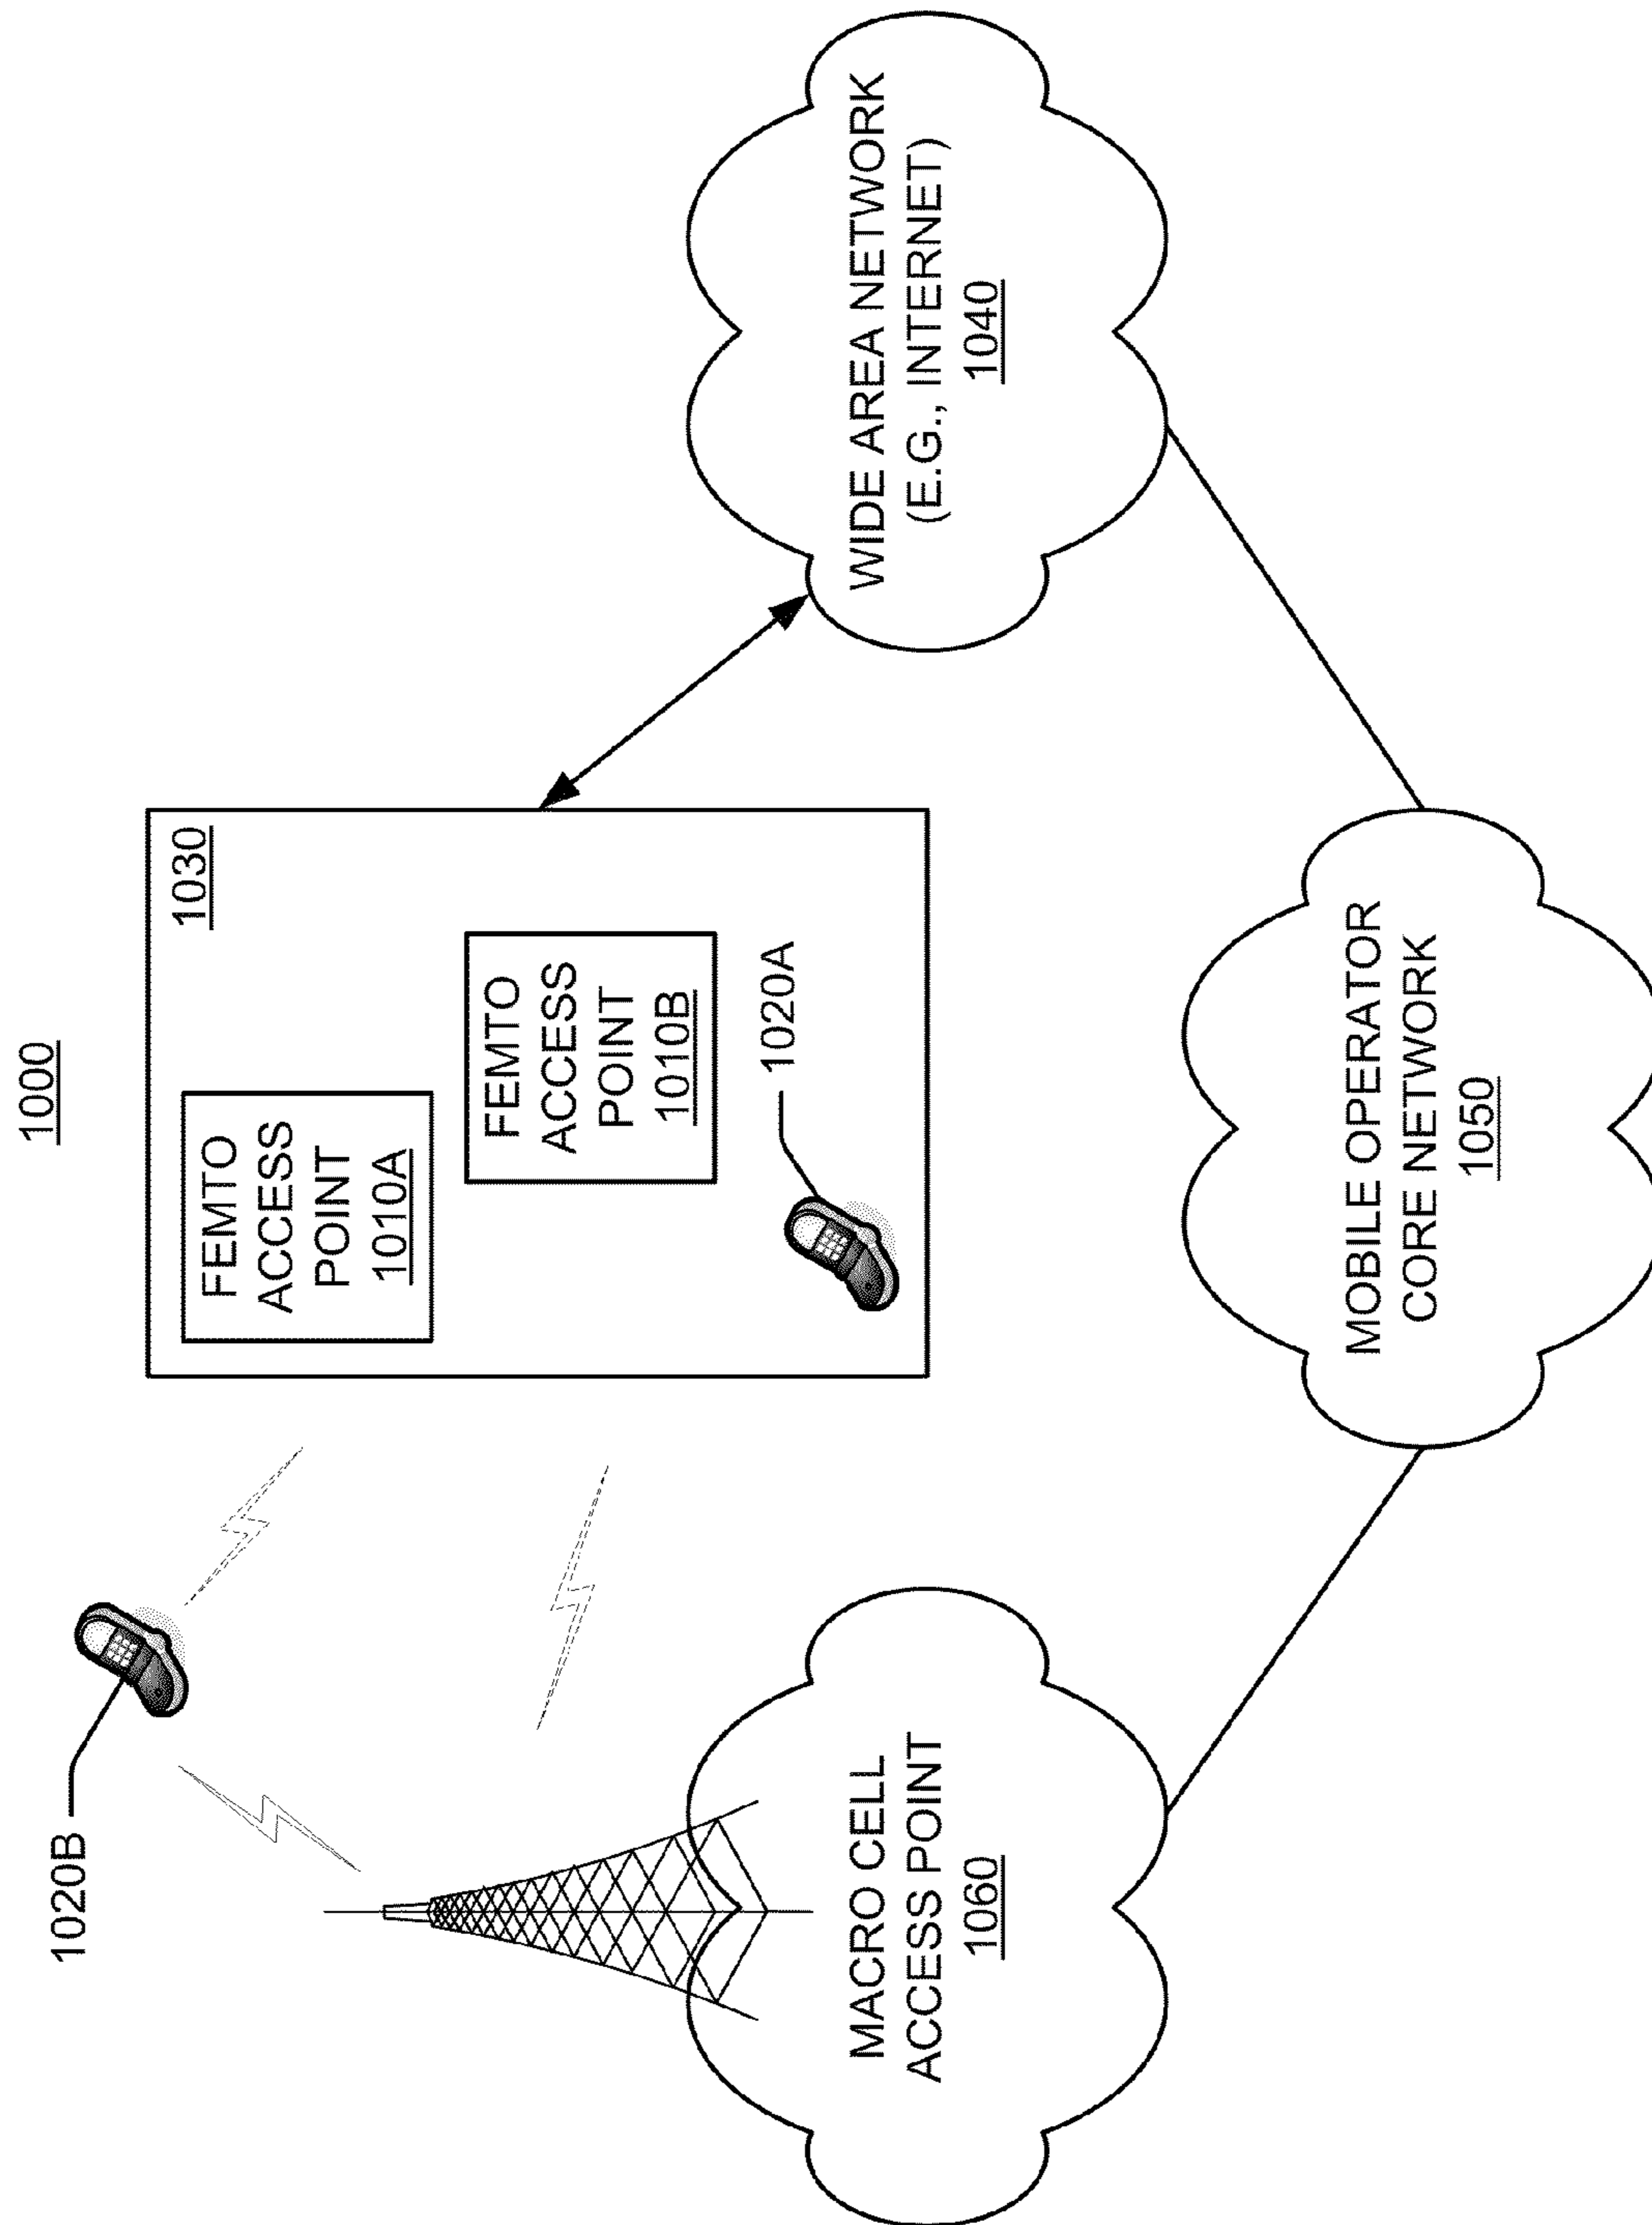 1000
1020B
FEMTO
ACCESS
POINT
1010A
1030
FEMTO
ACCESS
POINT
1010B
1020A
MACRO CELL
ACCESS POINT
1060
WIDE AREA NETWORK
(E.G., INTERNET)
1040
MOBILE OPERATOR
CORE NETWORK
1050